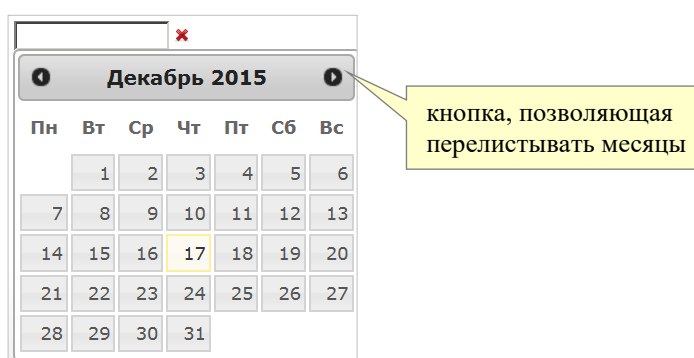 Декабрь 2015
кнопка, позволяющая
перелистывать месяцы
Пн Вт Ср Чт Пт Сб Вс
1 2 3 4 5 6
7 8 9 10 11 12 13
14 15 16 17 18 19 20
21 22 23 24 25 26 27
28 29 30 31